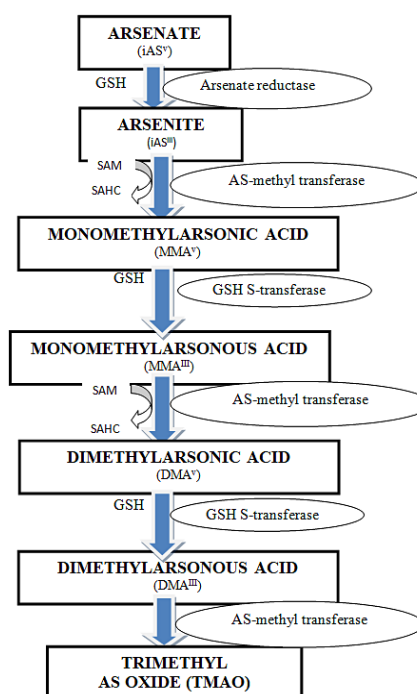 ARSENATE
(iASᵛ)
GSH
Arsenate reductase
ARSENITE
(iASᴵᴵᴵ)
SAM
AS-methyl transferase
SAHC
MONOMETHYLARSONIC ACID
(MMAᵛ)
GSH
GSH S-transferase
MONOMETHYLARSONOUS ACID
(MMAᴵᴵᴵ)
SAM
AS-methyl transferase
SAHC
DIMETHYLARSONIC ACID
(DMAᵛ)
GSH
GSH S-transferase
DIMETHYLARSONOUS ACID
(DMAᴵᴵᴵ)
AS-methyl transferase
TRIMETHYL
AS OXIDE (TMAO)